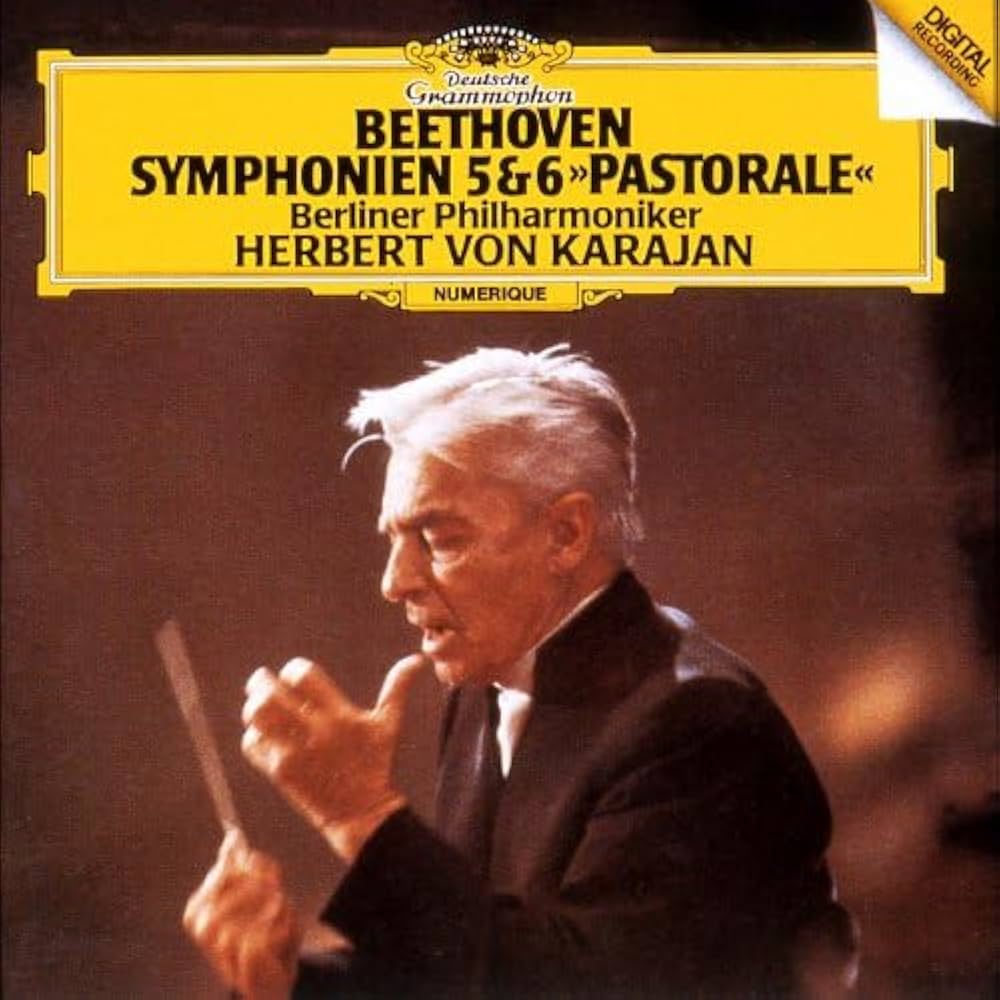 DIGITAL
RECORDING
Deutsche
Grammophon
BEETHOVEN
SYMPHONIEN 5&6 »PASTORALE«
Berliner Philharmoniker
HERBERT VON KARAJAN
NUMERIQUE